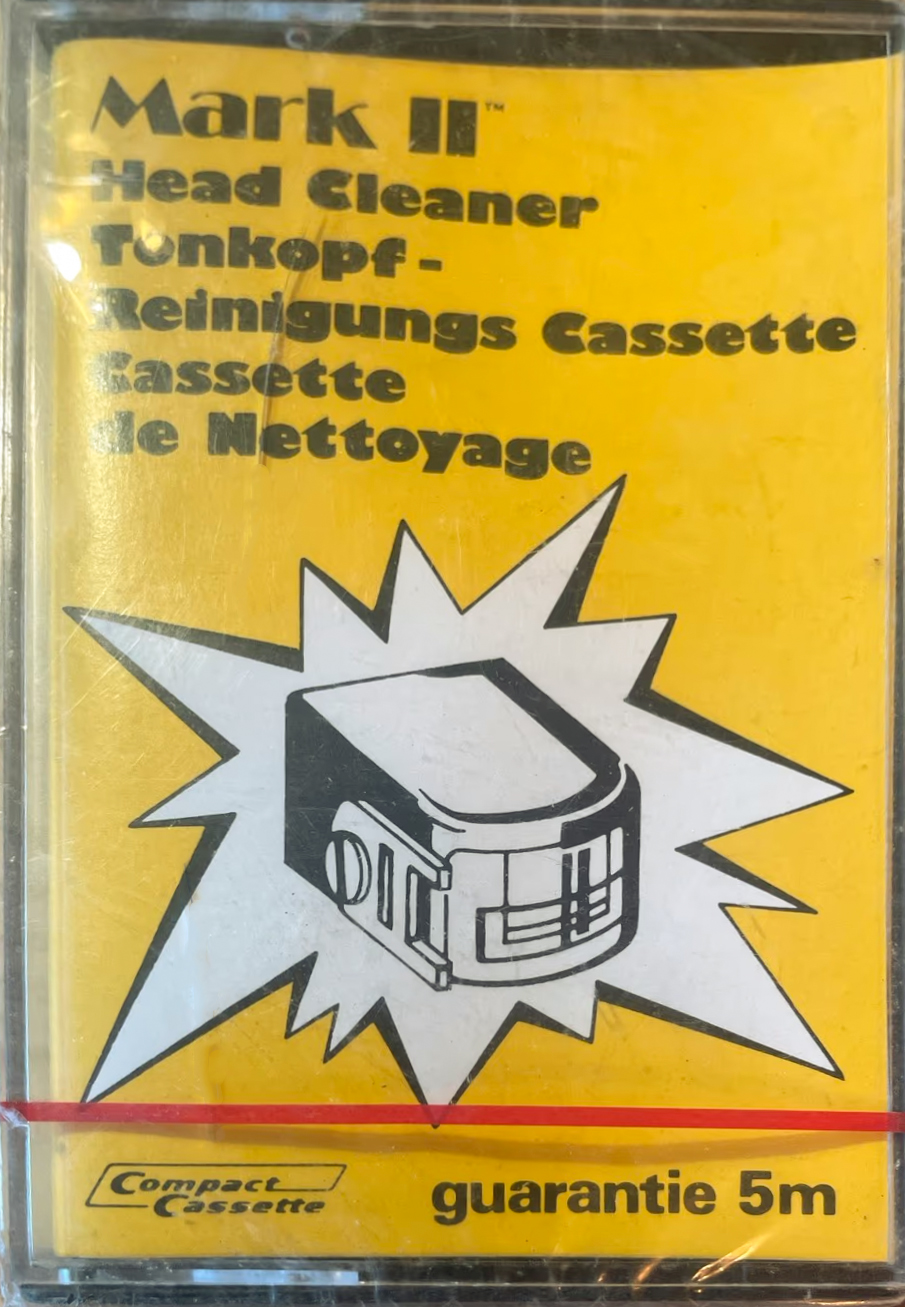 Mark II™
Head Cleaner
Tonkopf-
Reinigungs Cassette
Cassette
de Nettoyage
Compact
Cassette
guarantie 5m